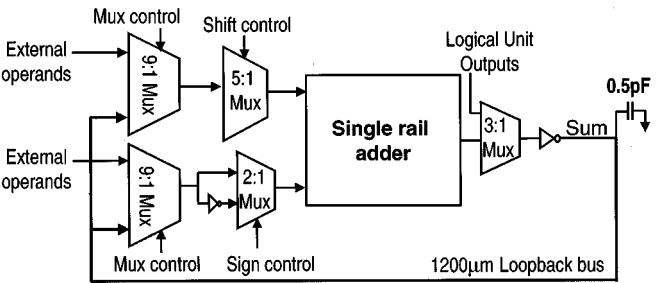 Mux control
Shift control
External
operands
9:1 Mux
5:1
Mux
Logical Unit
Outputs
0.5pF
Single rail
adder
3:1
Mux
Sum
External
operands
9:1 Mux
2:1
Mux
Mux control
Sign control
1200μm Loopback bus